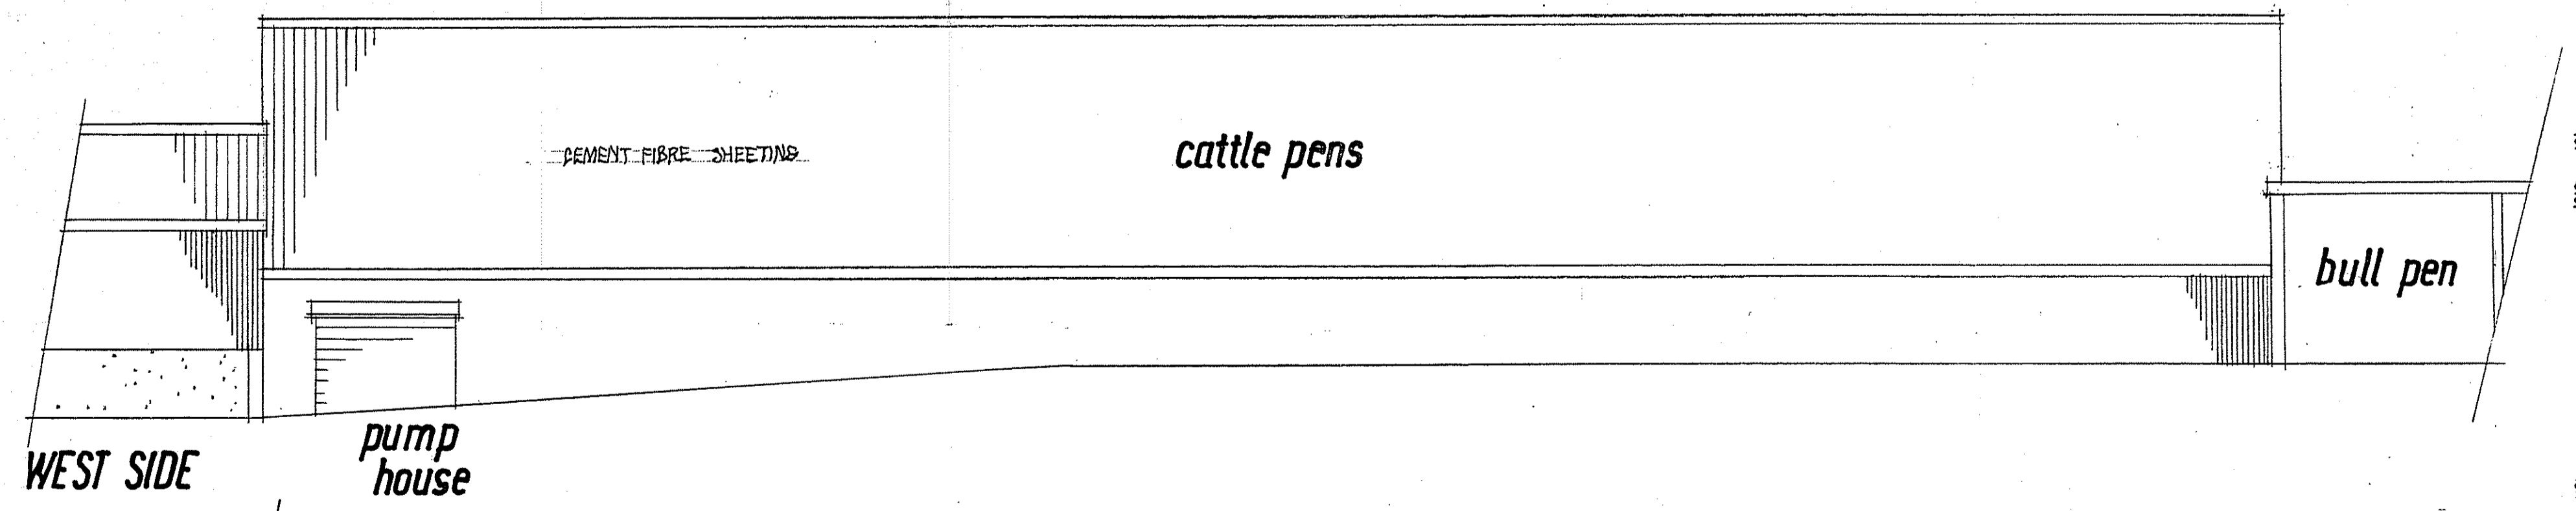 CEMENT FIBRE SHEETING
cattle pens
bull pen
pump
house
WEST SIDE